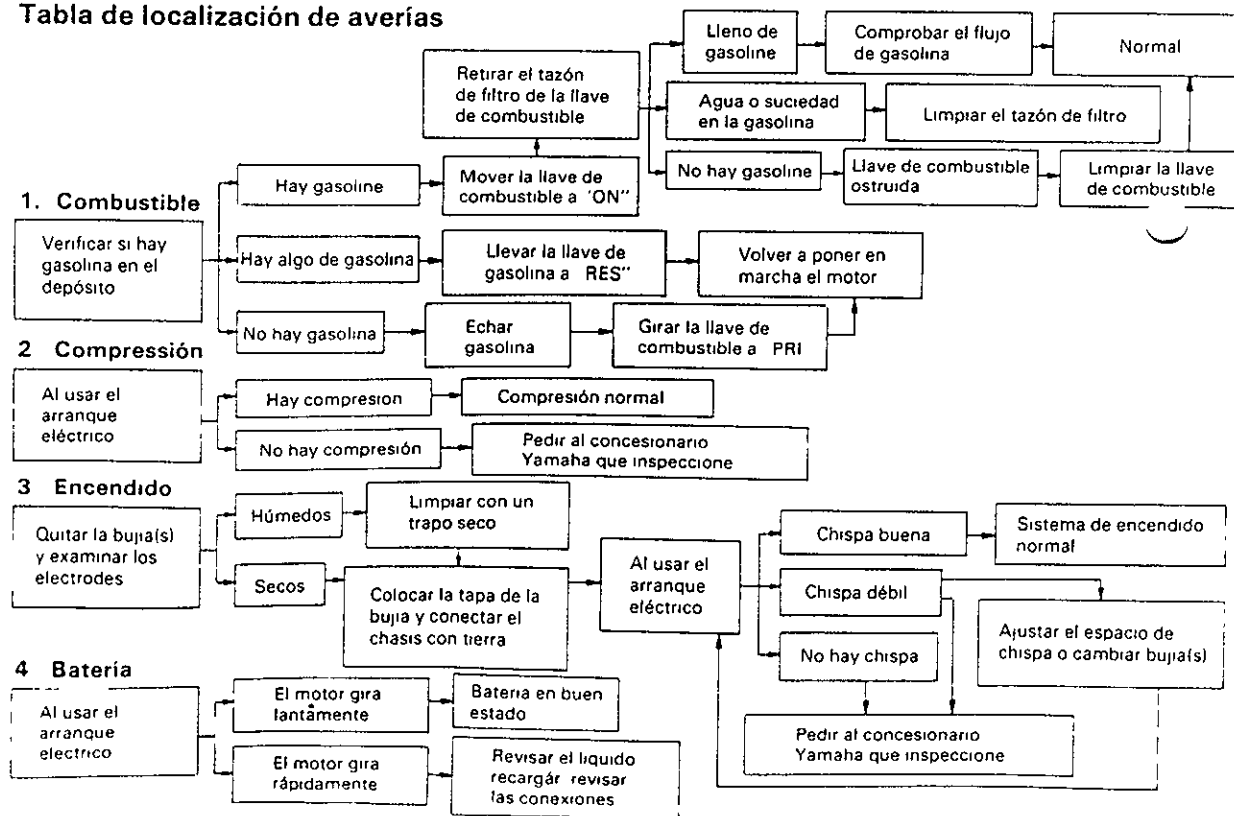 Tabla de localización de averías
Lleno de
gasoline
Comprobar el flujo
de gasolina
Normal
Retirar el tazón
de filtro de la llave
de combustible
Agua o suciedad
en la gasolina
Limpiar el tazón de filtro
No hay gasoline
Llave de combustible
ostruida
Limpiar la llave
de combustible
Hay gasoline
Mover la llave de
combustible a 'ON"
1. Combustible
Verificar si hay
gasolina en el
depósito
Hay algo de gasolina
Llevar la llave de
gasolina a RES"
Volver a poner en
marcha el motor
No hay gasolina
Echar
gasolina
Girar la llave de
combustible a PRI
2 Compressión
Al usar el
arranque
eléctrico
Hay compresion
Compresión normal
No hay compresión
Pedir al concesionario
Yamaha que inspeccione
3 Encendido
Quitar la bujia(s)
y examinar los
electrodes
Húmedos
Limpiar con un
trapo seco
Secos
Colocar la tapa de la
bujia y conectar el
chasis con tierra
Al usar el
arranque
eléctrico
Chispa buena
Sistema de encendido
normal
Chispa débil
Ajustar el espacio de
chispa o cambiar bujia(s)
No hay chispa
Pedir al concesionario
Yamaha que inspeccione
4 Batería
Al usar el
arranque
electrico
El motor gira
lantámente
Bateria en buen
estado
El motor gira
rápidamente
Revisar el liquido
recargár revisar
las conexiones